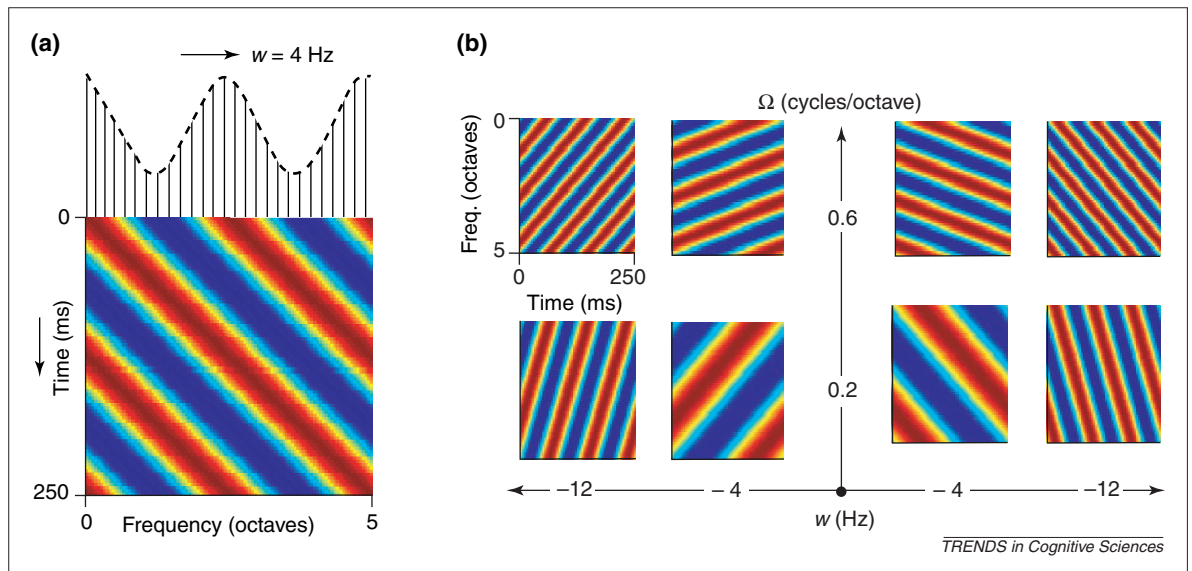 (a)
w = 4 Hz
0
Time (ms)
250
0
Frequency (octaves)
5
(b)
Ω (cycles/octave)
0
Freq. (octaves)
5
0
250
Time (ms)
0.6
0.2
–12
– 4
– 4
–12
w (Hz)
TRENDS in Cognitive Sciences